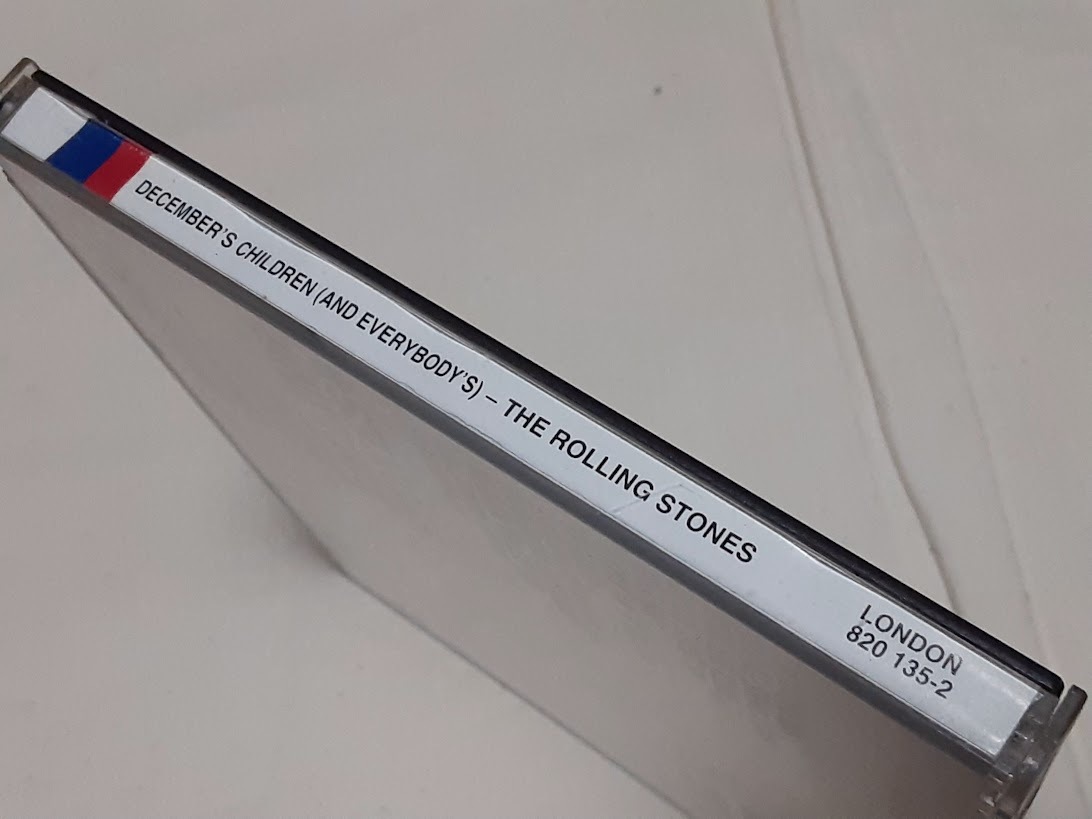 DECEMBER'S CHILDREN (AND EVERYBODY'S) – THE ROLLING STONES
LONDON
820 135-2